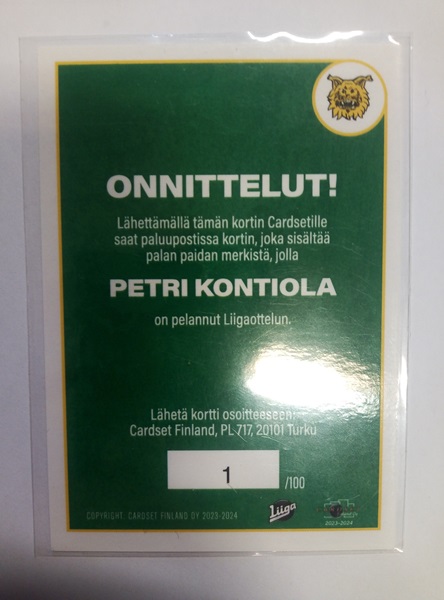 ONNITTELUT!
Lähettämällä tämän kortin Cardsetille
saat paluupostissa kortin, joka sisältää
palan paidan merkistä, jolla
PETRI KONTIOLA
on pelannut Liigaottelun.
Lähetä kortti osoitteeseen:
Cardset Finland, PL 717, 20101 Turku
1 /100
COPYRIGHT: CARDSET FINLAND OY 2023-2024
Liiga
2023-2024